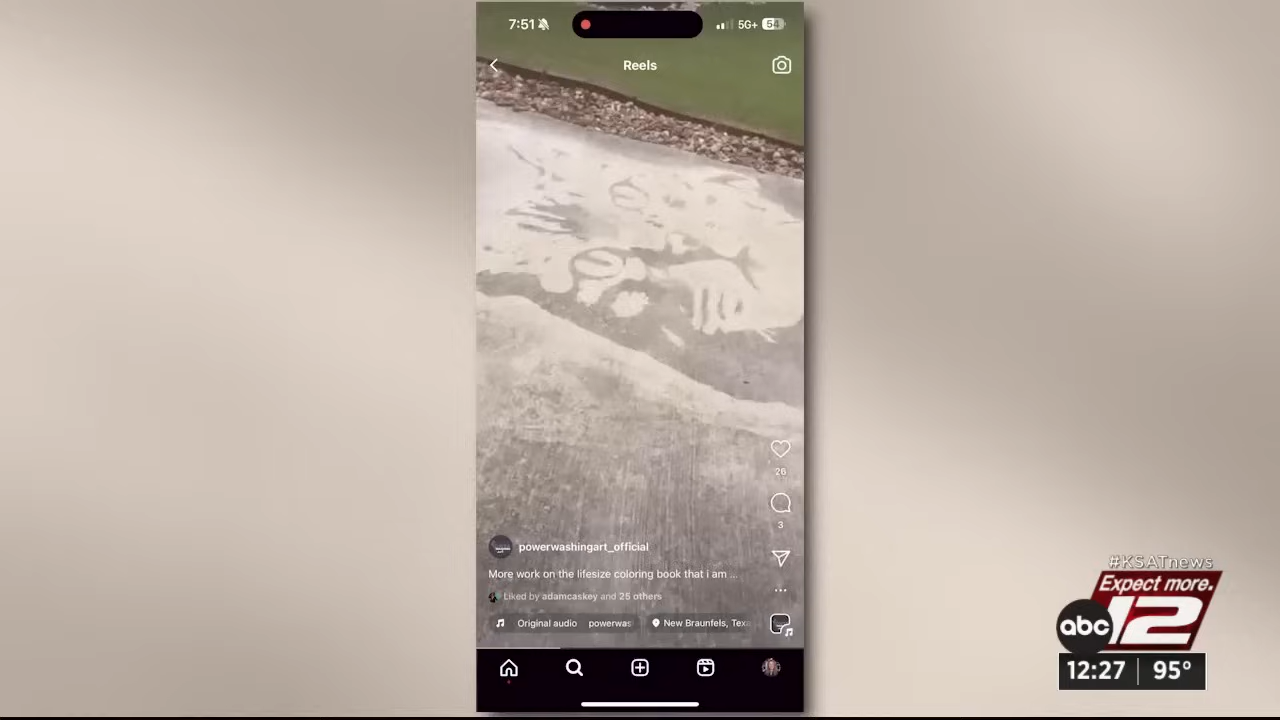 7:51
5G+ 54
Reels
26
3
powerwashingart_official
More work on the lifesize coloring book that i am ...
Liked by adamcaskey and 25 others
Original audio powerwas
New Braunfels, Tex
#KSATnews
Expect more.
abc 12
12:27 95°